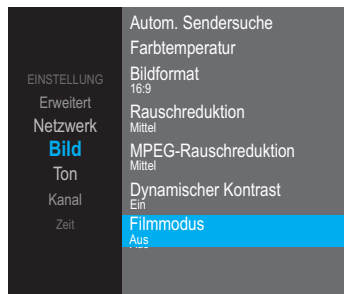 EINSTELLUNG
Erweitert
Netzwerk
Bild
Ton
Kanal
Zeit
Autom. Sendersuche
Farbtemperatur
Bildformat
16:9
Rauschreduktion
Mittel
MPEG-Rauschreduktion
Mittel
Dynamischer Kontrast
Ein
Filmmodus
Aus